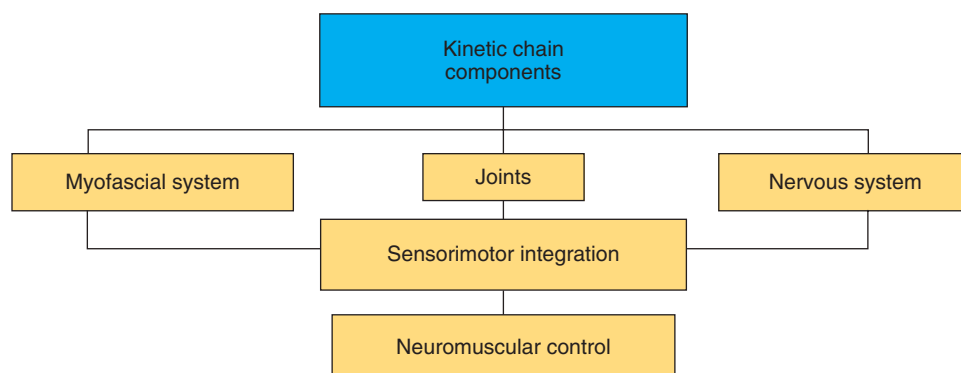 Kinetic chain
components
Myofascial system
Joints
Nervous system
Sensorimotor integration
Neuromuscular control